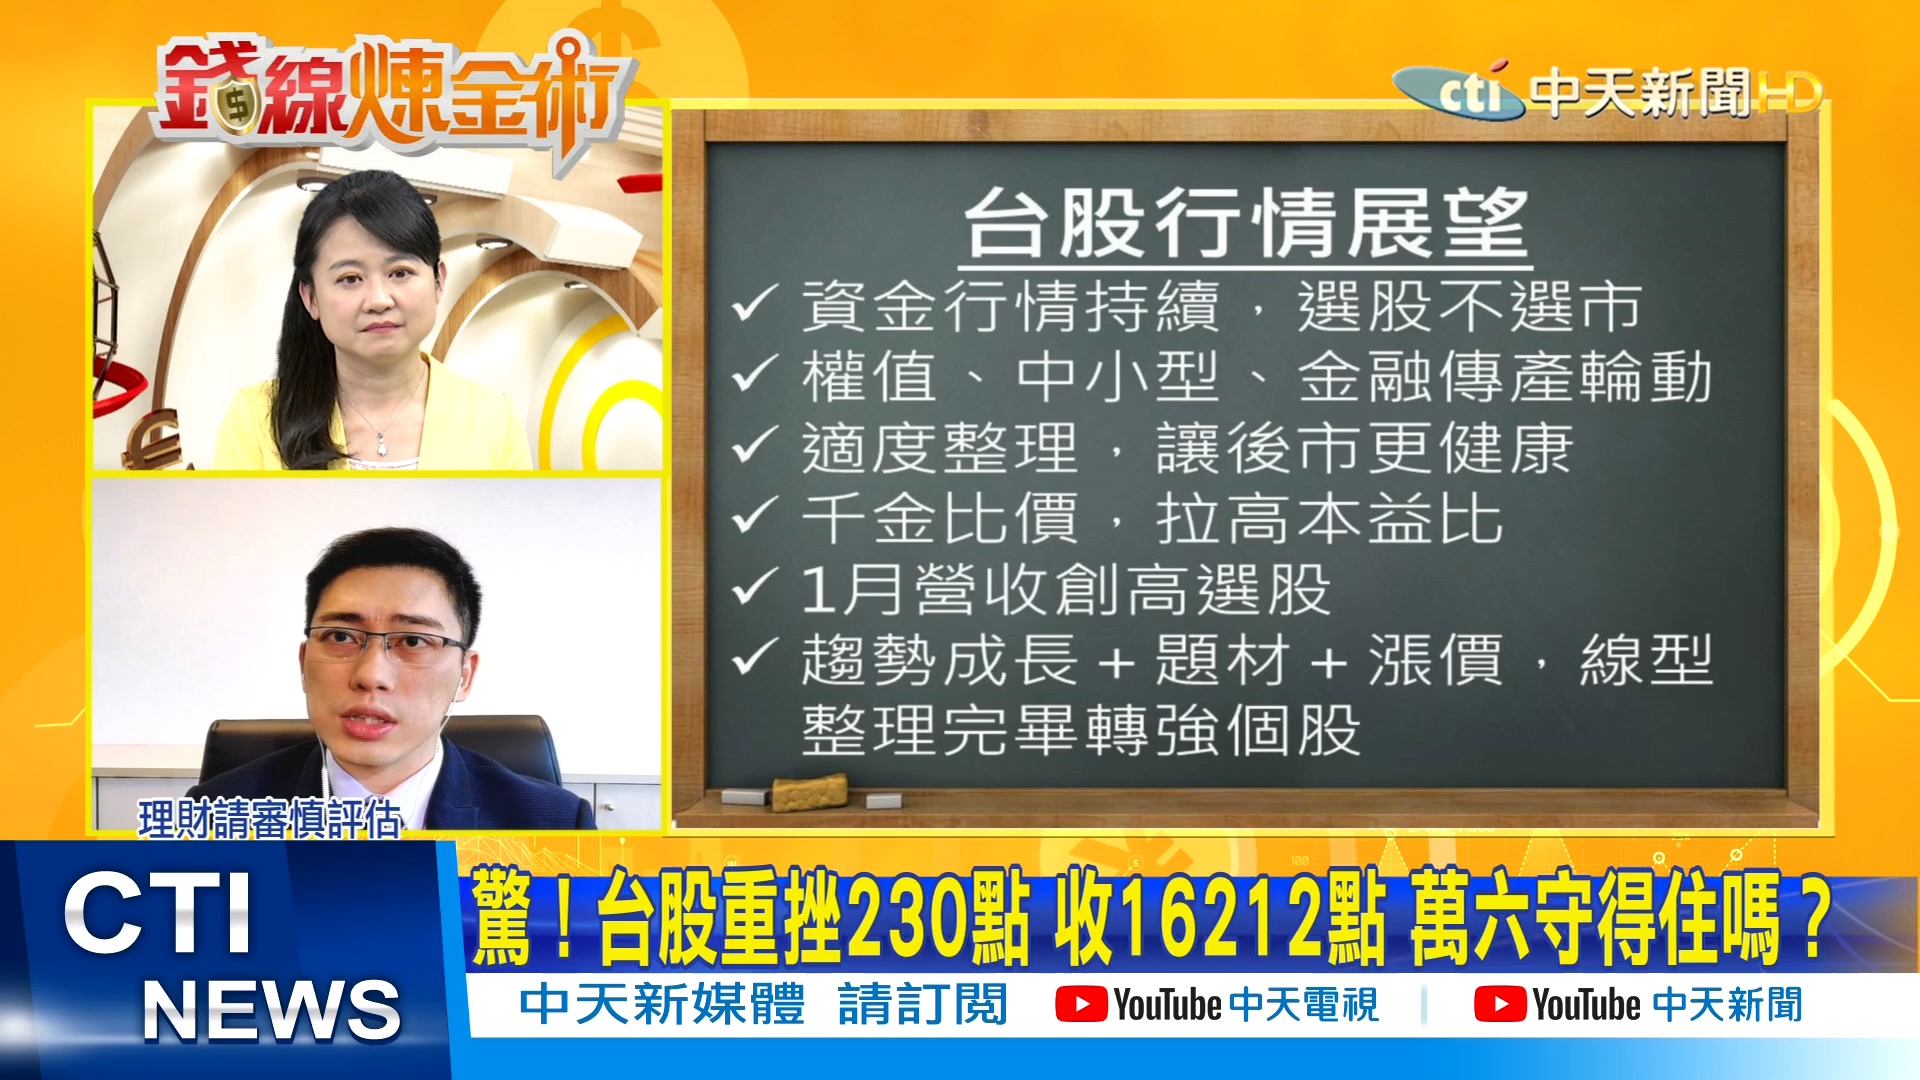 錢線煉金術
cti 中天新聞HD
台股行情展望
✓ 資金行情持續，選股不選市
✓ 權值、中小型、金融傳產輪動
✓ 適度整理，讓後市更健康
✓ 千金比價，拉高本益比
✓ 1月營收創高選股
✓ 趨勢成長+題材+漲價，線型
整理完畢轉強個股
理財請審慎評估
CTI
NEWS
驚！台股重挫230點 收16212點 萬六守得住嗎？
中天新媒體 請訂閱 YouTube 中天電視 | YouTube 中天新聞